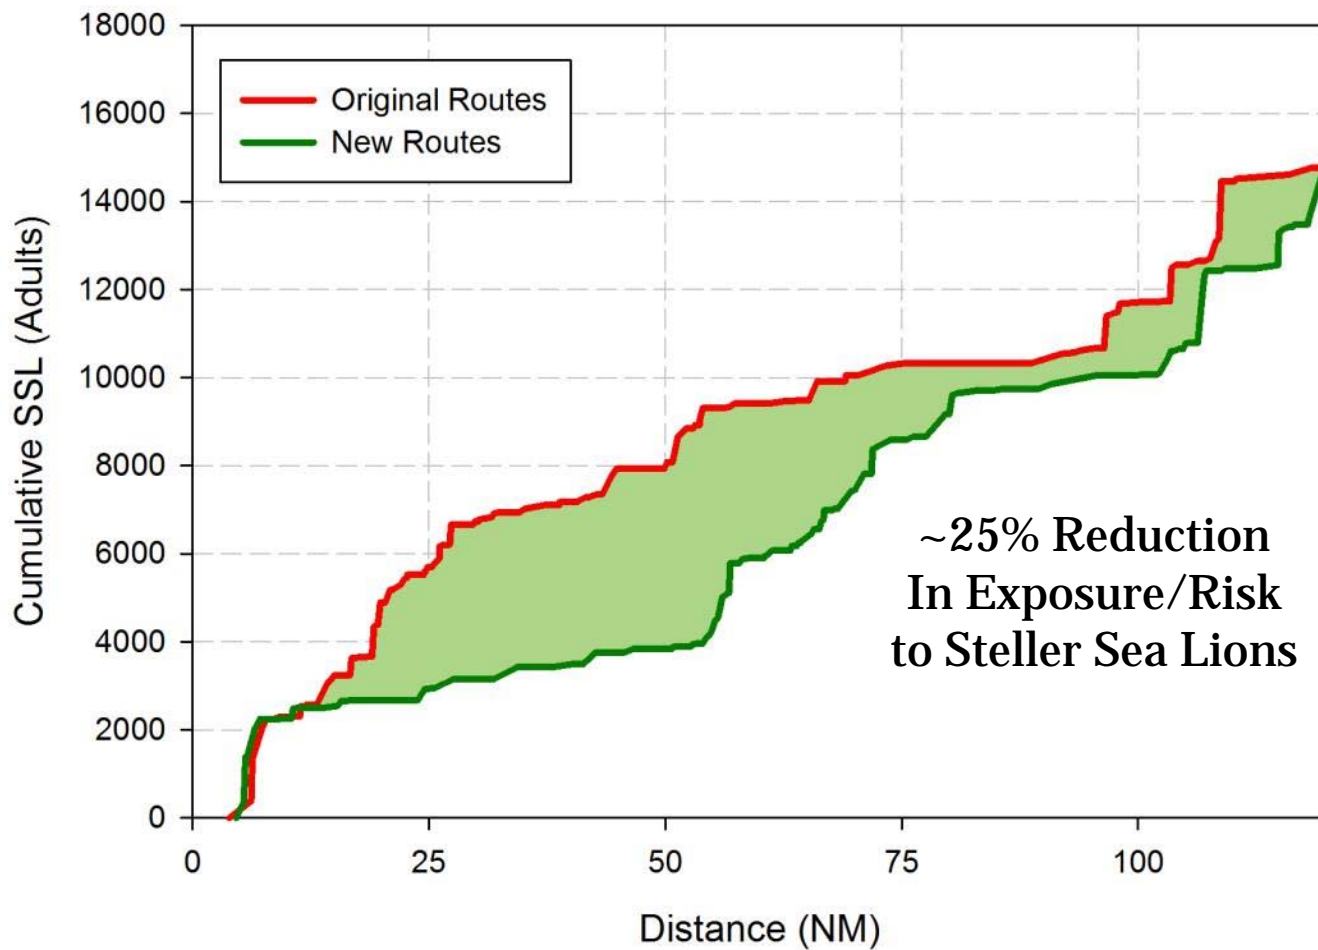 18000
16000
14000
12000
10000
8000
6000
4000
2000
0
Cumulative SSL (Adults)
Original Routes
New Routes
~25% Reduction
In Exposure/Risk
to Steller Sea Lions
0 25 50 75 100
Distance (NM)